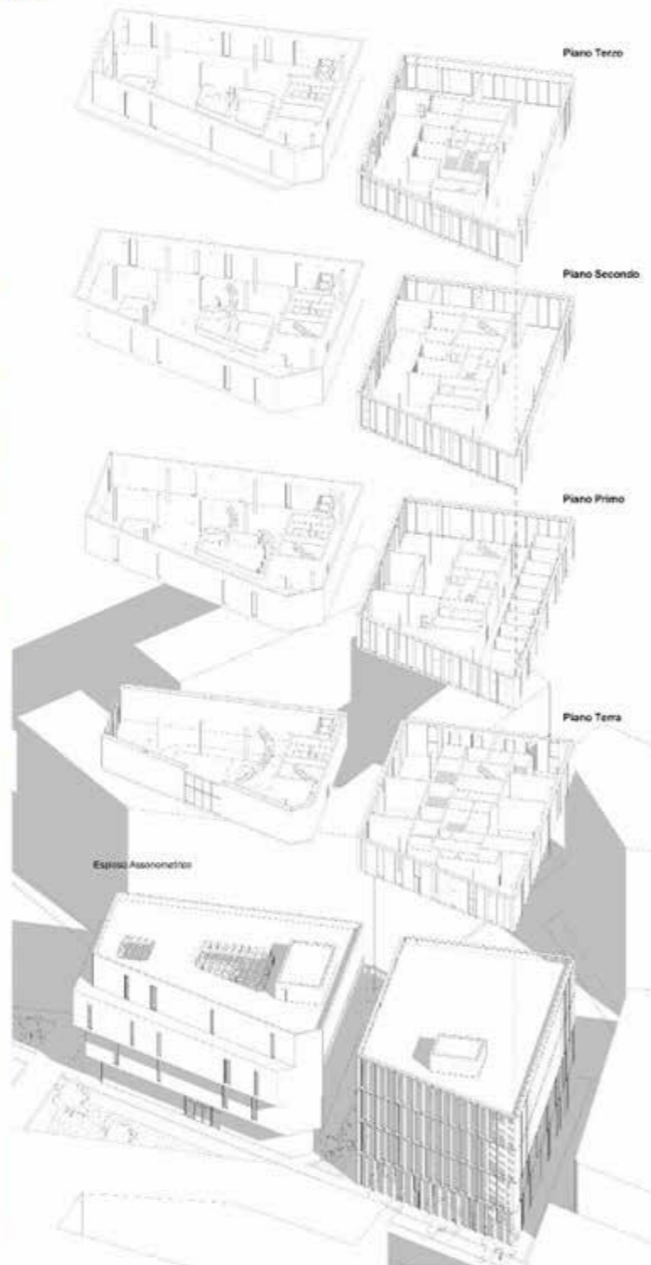 Piano Terzo
Piano Secondo
Piano Primo
Piano Terra
Esploso Assonometrico